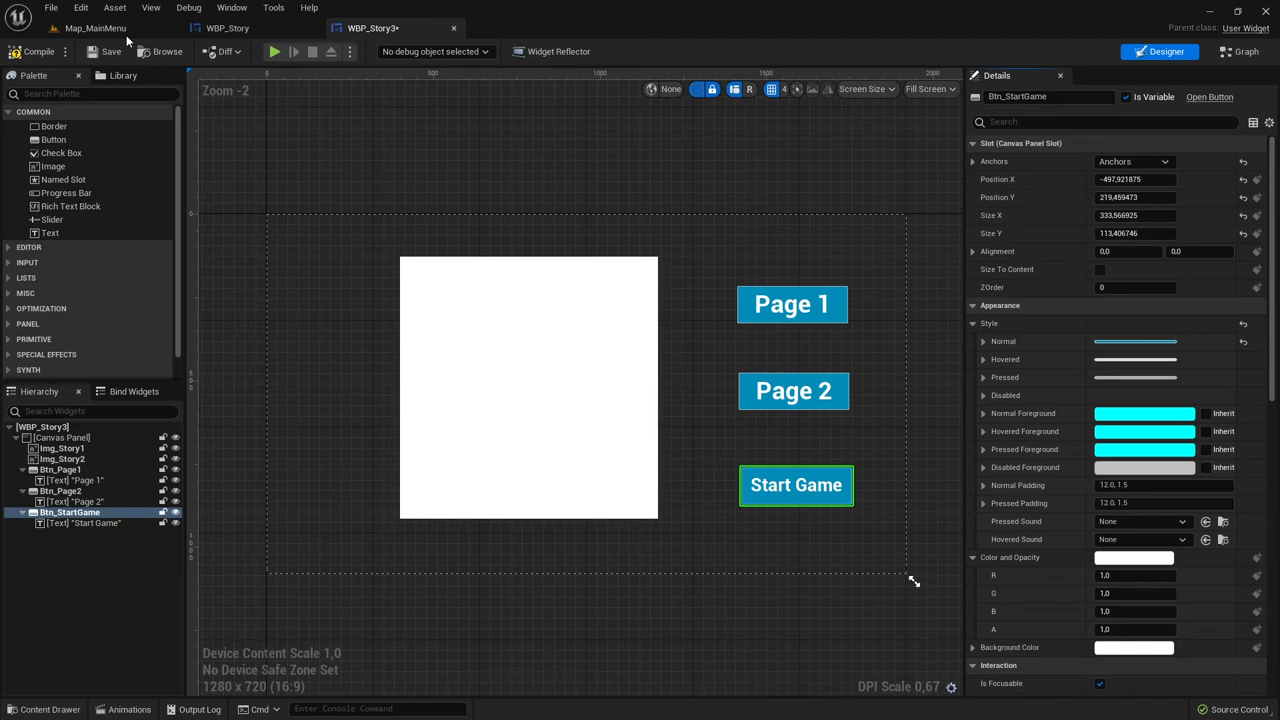 File Edit Asset View Debug Window Tools Help
Map_MainMenu WBP_Story WBP_Story3• Parent class: User Widget
Compile Save Browse Diff No debug object selected Widget Reflector Designer Graph
Palette Library
Search Palette
COMMON
Border
Button
Check Box
Image
Named Slot
Progress Bar
Rich Text Block
Slider
Text
EDITOR
INPUT
LISTS
MISC
OPTIMIZATION
PANEL
PRIMITIVE
SPECIAL EFFECTS
SYNTH
Hierarchy Bind Widgets
Search Widgets
[WBP_Story3]
[Canvas Panel]
Img_Story1
Img_Story2
Btn_Page1
[Text] "Page 1"
Btn_Page2
[Text] "Page 2"
Btn_StartGame
[Text] "Start Game"
0 500 1000 1500 2000
Zoom -2
None R 4 Screen Size Fill Screen
0
5
0
0
1
0
0
0
Page 1
Page 2
Start Game
Device Content Scale 1,0
No Device Safe Zone Set
1280 x 720 (16:9)
DPI Scale 0,67
Details
Btn_StartGame Is Variable Open Button
Search
Slot (Canvas Panel Slot)
Anchors Anchors
Position X -497,921875
Position Y 219,459473
Size X 333,566925
Size Y 113,406746
Alignment 0,0 0,0
Size To Content
ZOrder 0
Appearance
Style
Normal
Hovered
Pressed
Disabled
Normal Foreground Inherit
Hovered Foreground Inherit
Pressed Foreground Inherit
Disabled Foreground Inherit
Normal Padding 12.0, 1.5
Pressed Padding 12.0, 1.5
Pressed Sound None
Hovered Sound None
Color and Opacity
R 1,0
G 1,0
B 1,0
A 1,0
Background Color
Interaction
Is Focusable
Content Drawer Animations Output Log Cmd Enter Console Command Source Control